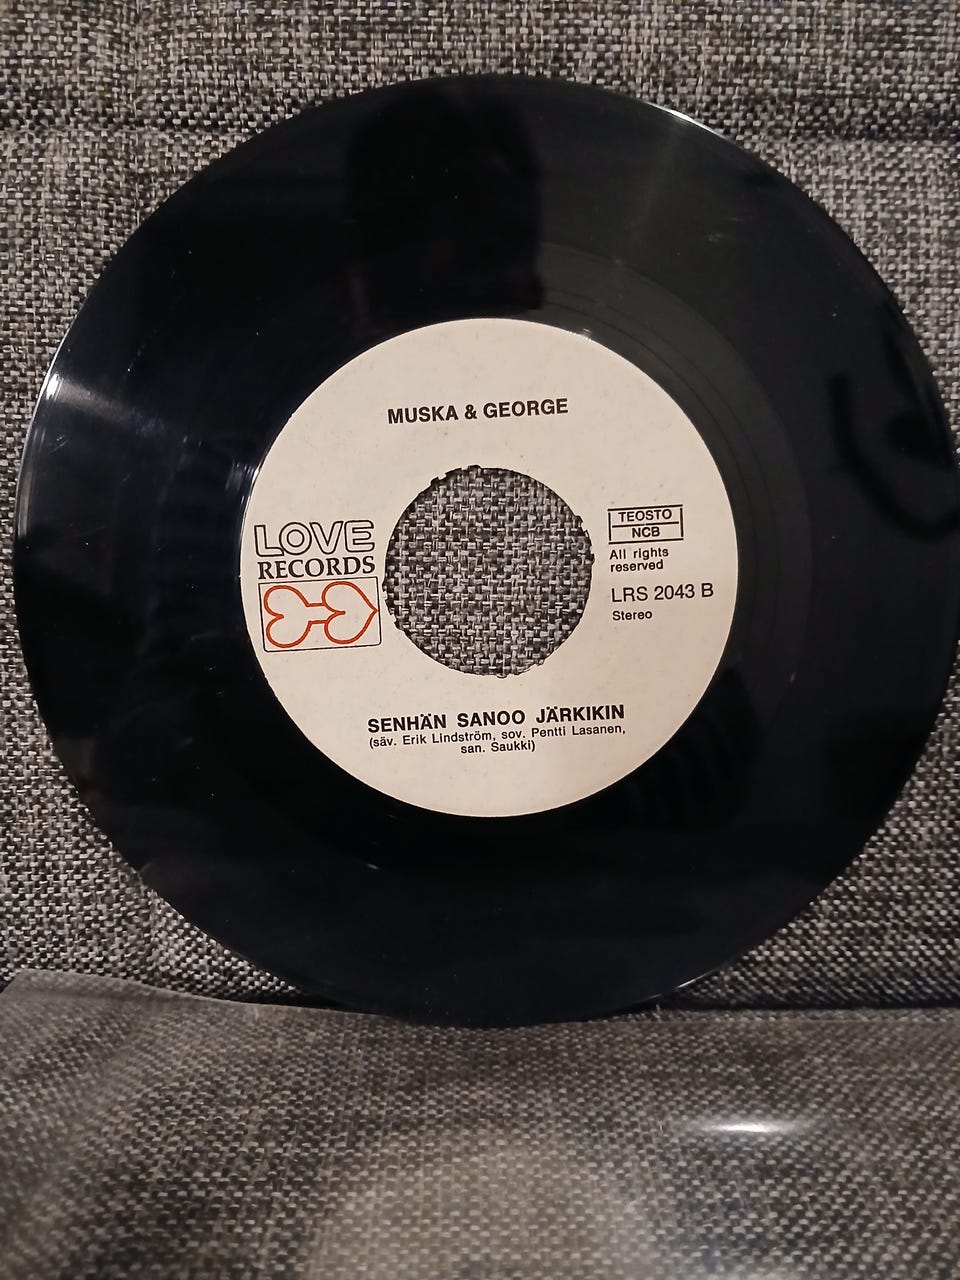 MUSKA & GEORGE
LOVE
RECORDS
TEOSTO
NCB
All rights
reserved
LRS 2043 B
Stereo
SENHÄN SANOO JÄRKIKIN
(säv. Erik Lindström, sov. Pentti Lasanen,
san. Saukki)